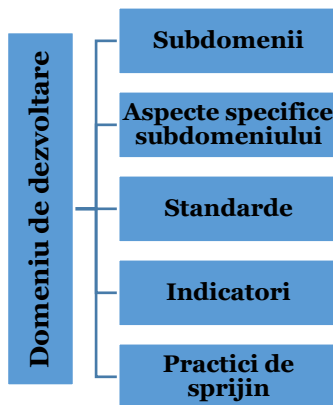 Domeniu de dezvoltare
Subdomenii
Aspecte specifice
subdomeniului
Standarde
Indicatori
Practici de
sprijin